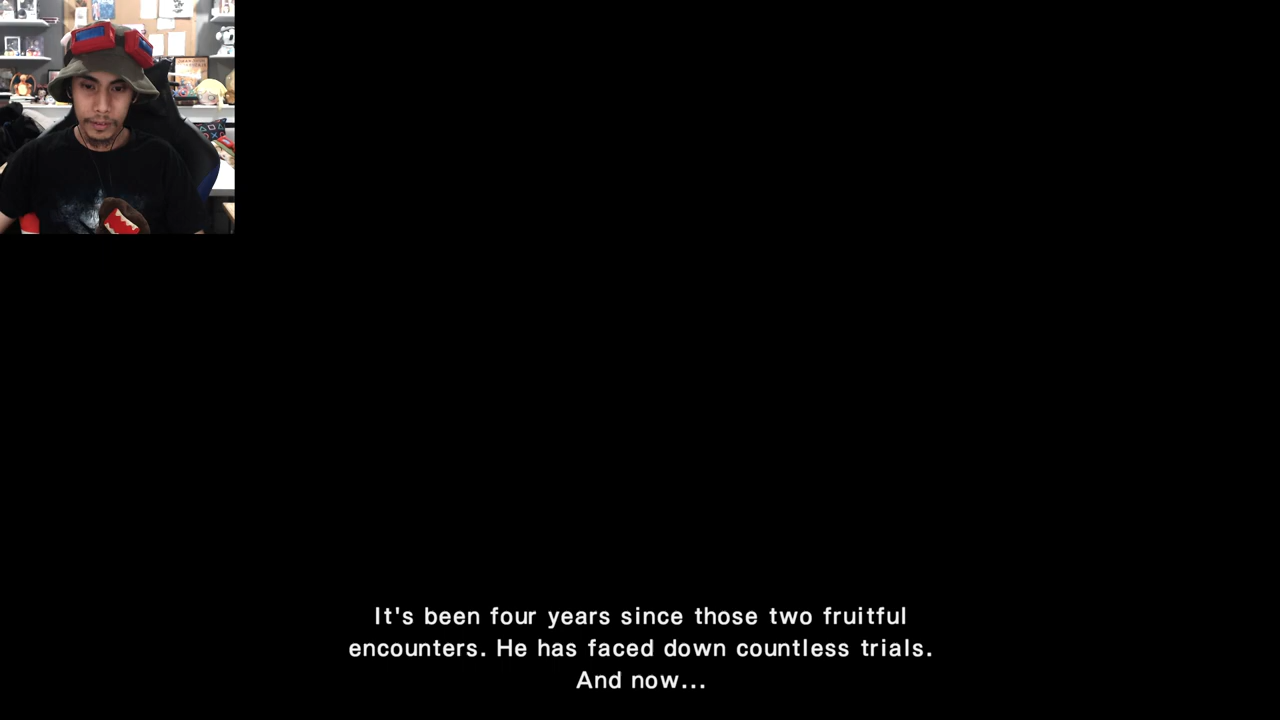 It's been four years since those two fruitful
encounters. He has faced down countless trials.
And now...